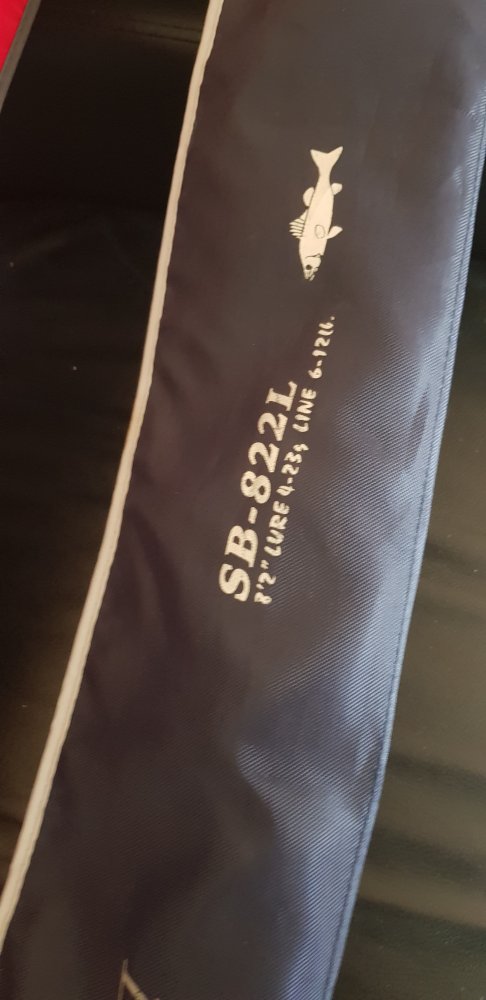 SB-822L
8'2" LURE 4-23g LINE 6-12lb.